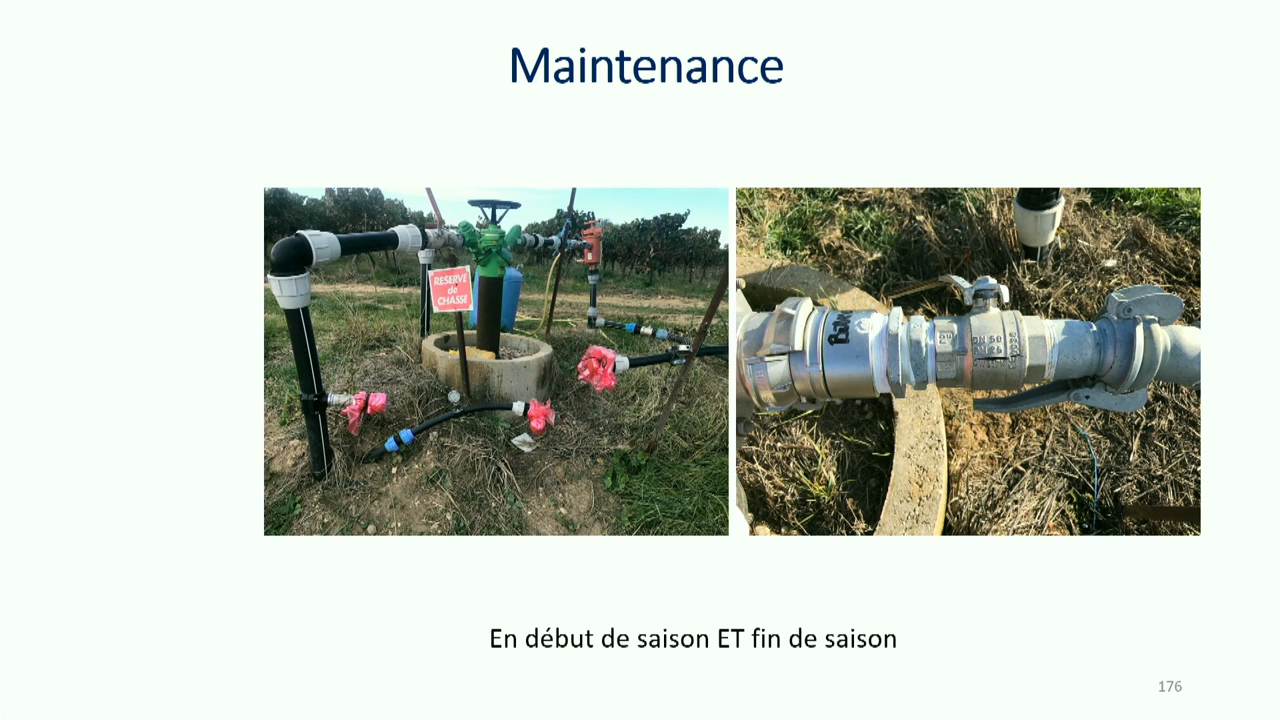 Maintenance
RESERVE
de
CHASSE
En début de saison ET fin de saison
176